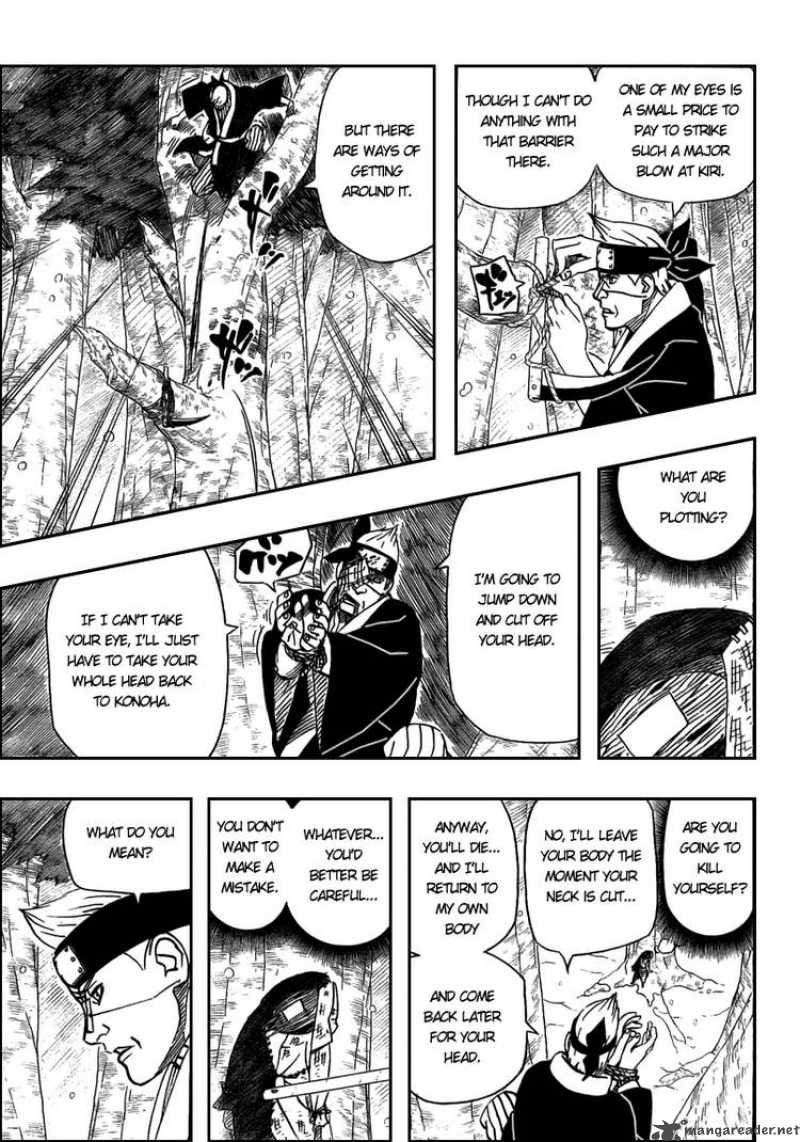 ONE OF MY EYES IS
A SMALL PRICE TO
PAY TO STRIKE
SUCH A MAJOR
BLOW AT KIRI.
THOUGH I CAN'T DO
ANYTHING WITH
THAT BARRIER
THERE.
BUT THERE
ARE WAYS OF
GETTING
AROUND IT.
WHAT ARE
YOU
PLOTTING?
I'M GOING TO
JUMP DOWN
AND CUT OFF
YOUR HEAD.
IF I CAN'T TAKE
YOUR EYE, I'LL JUST
HAVE TO TAKE YOUR
WHOLE HEAD BACK
TO KONOHA.
ARE YOU
GOING TO
KILL
YOURSELF?
NO, I'LL LEAVE
YOUR BODY THE
MOMENT YOUR
NECK IS CUT...
ANYWAY,
YOU'LL DIE...
AND I'LL
RETURN TO
MY OWN
BODY
AND COME
BACK LATER
FOR YOUR
HEAD.
WHATEVER...
YOU'D
BETTER BE
CAREFUL...
YOU DON'T
WANT TO
MAKE A
MISTAKE.
WHAT DO YOU
MEAN?
mangareader.net